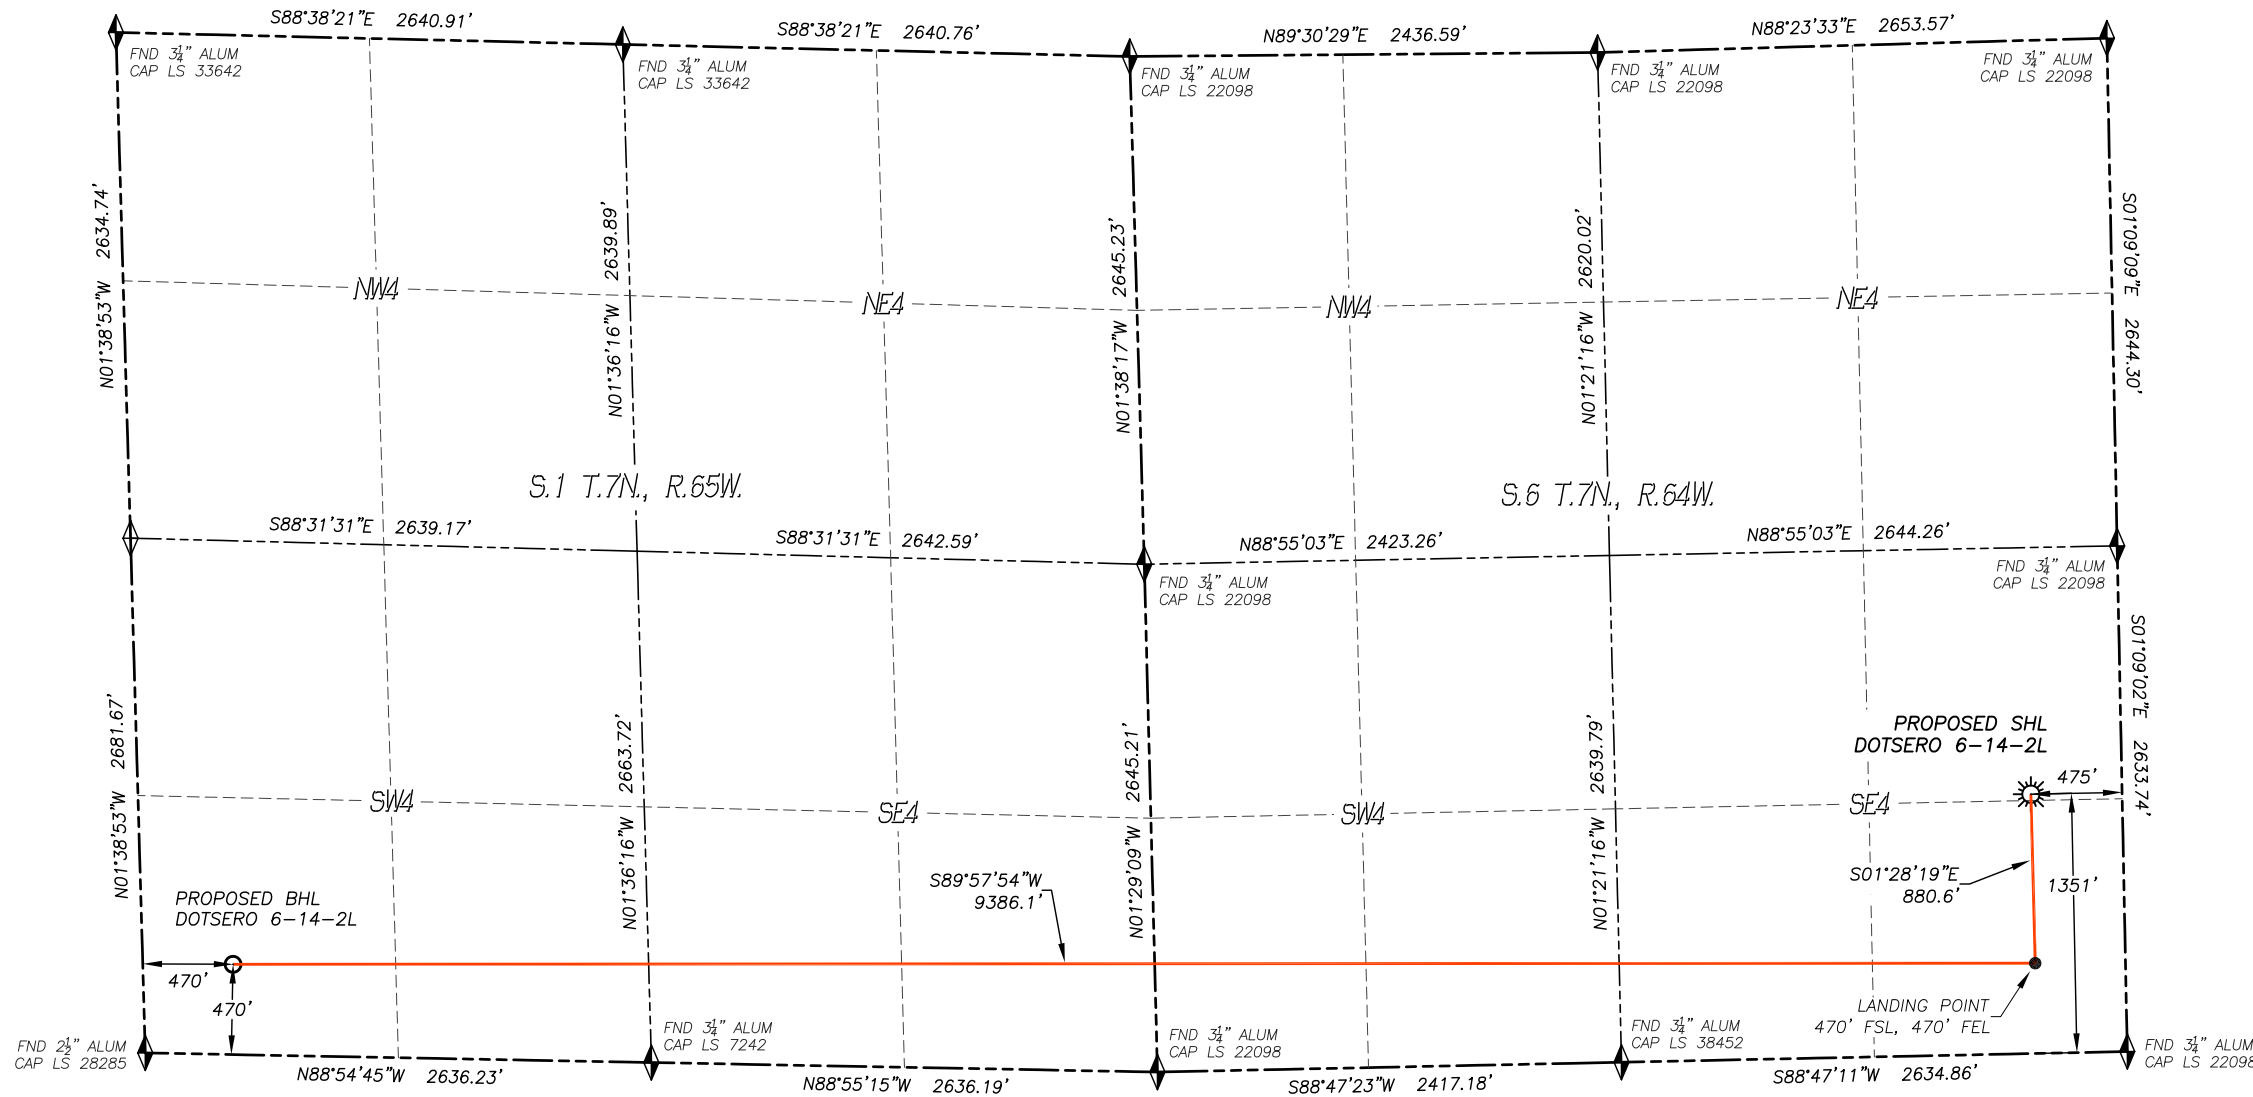 S88°38'21"E 2640.91'
S88°38'21"E 2640.76'
N89°30'29"E 2436.59'
N88°23'33"E 2653.57'
FND 3¼" ALUM
CAP LS 33642
FND 3¼" ALUM
CAP LS 33642
FND 3¼" ALUM
CAP LS 22098
FND 3¼" ALUM
CAP LS 22098
FND 3¼" ALUM
CAP LS 22098
N01°38'53"W 2634.74'
N01°36'16"W 2639.89'
N01°38'17"W 2645.23'
N01°21'16"W 2620.02'
S01°09'09"E 2644.30'
NW4
NE4
NW4
NE4
S.1 T.7N., R.65W.
S.6 T.7N., R.64W.
S88°31'31"E 2639.17'
S88°31'31"E 2642.59'
N88°55'03"E 2423.26'
N88°55'03"E 2644.26'
FND 3¼" ALUM
CAP LS 22098
FND 3¼" ALUM
CAP LS 22098
N01°38'53"W 2681.67'
N01°36'16"W 2663.72'
N01°29'09"W 2645.21'
N01°21'16"W 2639.79'
S01°09'02"E 2633.74'
PROPOSED SHL
DOTSERO 6-14-2L
475'
SW4
SE4
SW4
SE4
S01°28'19"E
880.6'
1351'
S89°57'54"W
9386.1'
PROPOSED BHL
DOTSERO 6-14-2L
470'
470'
LANDING POINT
470' FSL, 470' FEL
FND 2½" ALUM
CAP LS 28285
FND 3¼" ALUM
CAP LS 7242
FND 3¼" ALUM
CAP LS 22098
FND 3¼" ALUM
CAP LS 38452
FND 3¼" ALUM
CAP LS 22098
N88°54'45"W 2636.23'
N88°55'15"W 2636.19'
S88°47'23"W 2417.18'
S88°47'11"W 2634.86'